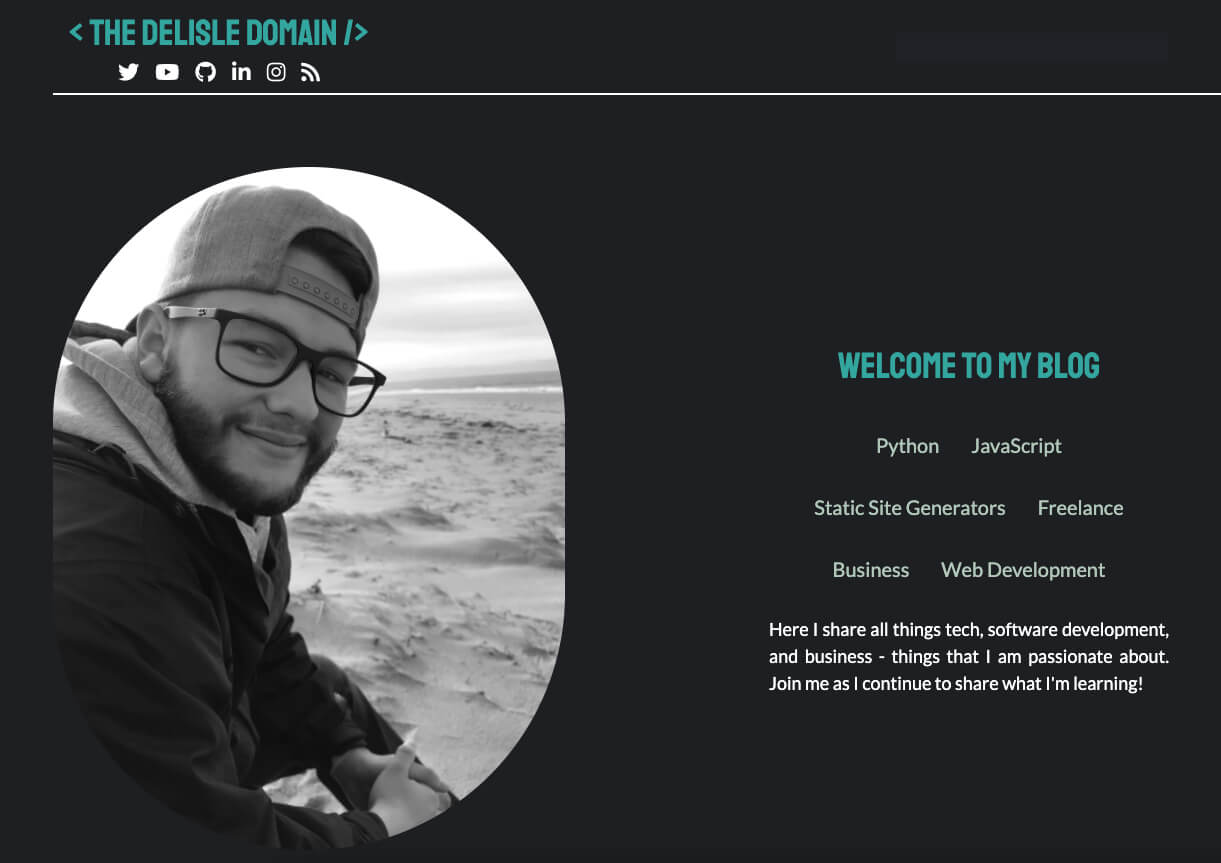 < THE DELISLE DOMAIN />
WELCOME TO MY BLOG
Python JavaScript
Static Site Generators Freelance
Business Web Development
Here I share all things tech, software development,
and business - things that I am passionate about.
Join me as I continue to share what I'm learning!